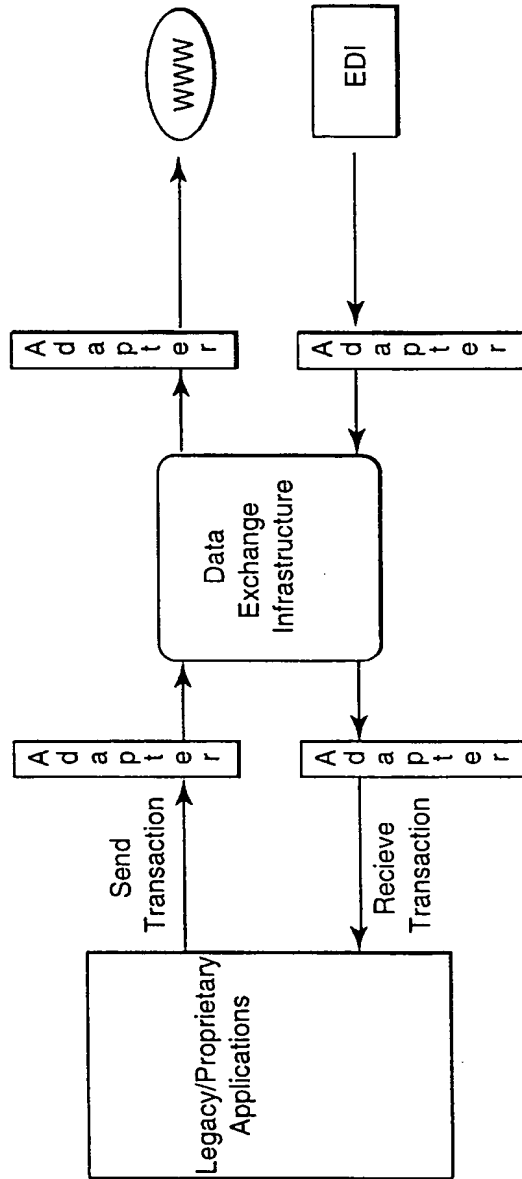 Legacy/Proprietary
Applications
Send
Transaction
Recieve
Transaction
Adapter
Adapter
Data
Exchange
Infrastructure
Adapter
Adapter
WWW
EDI